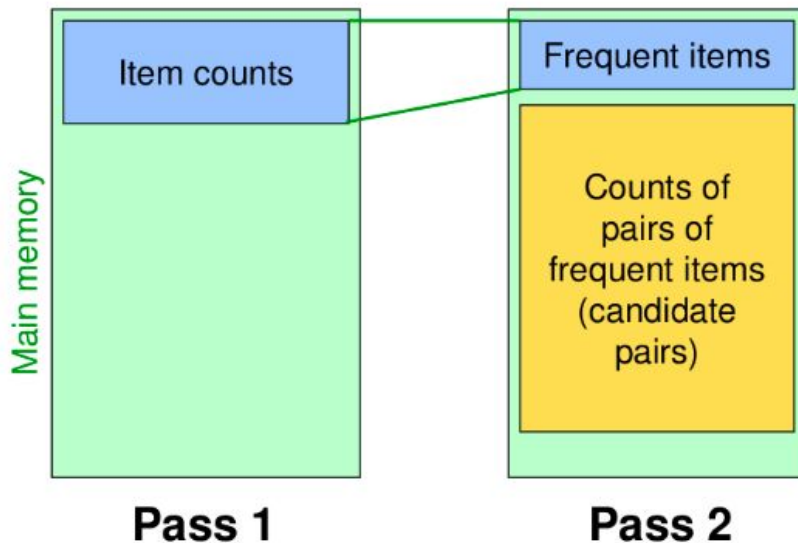 Item counts
Frequent items
Main memory
Counts of
pairs of
frequent items
(candidate
pairs)
Pass 1
Pass 2